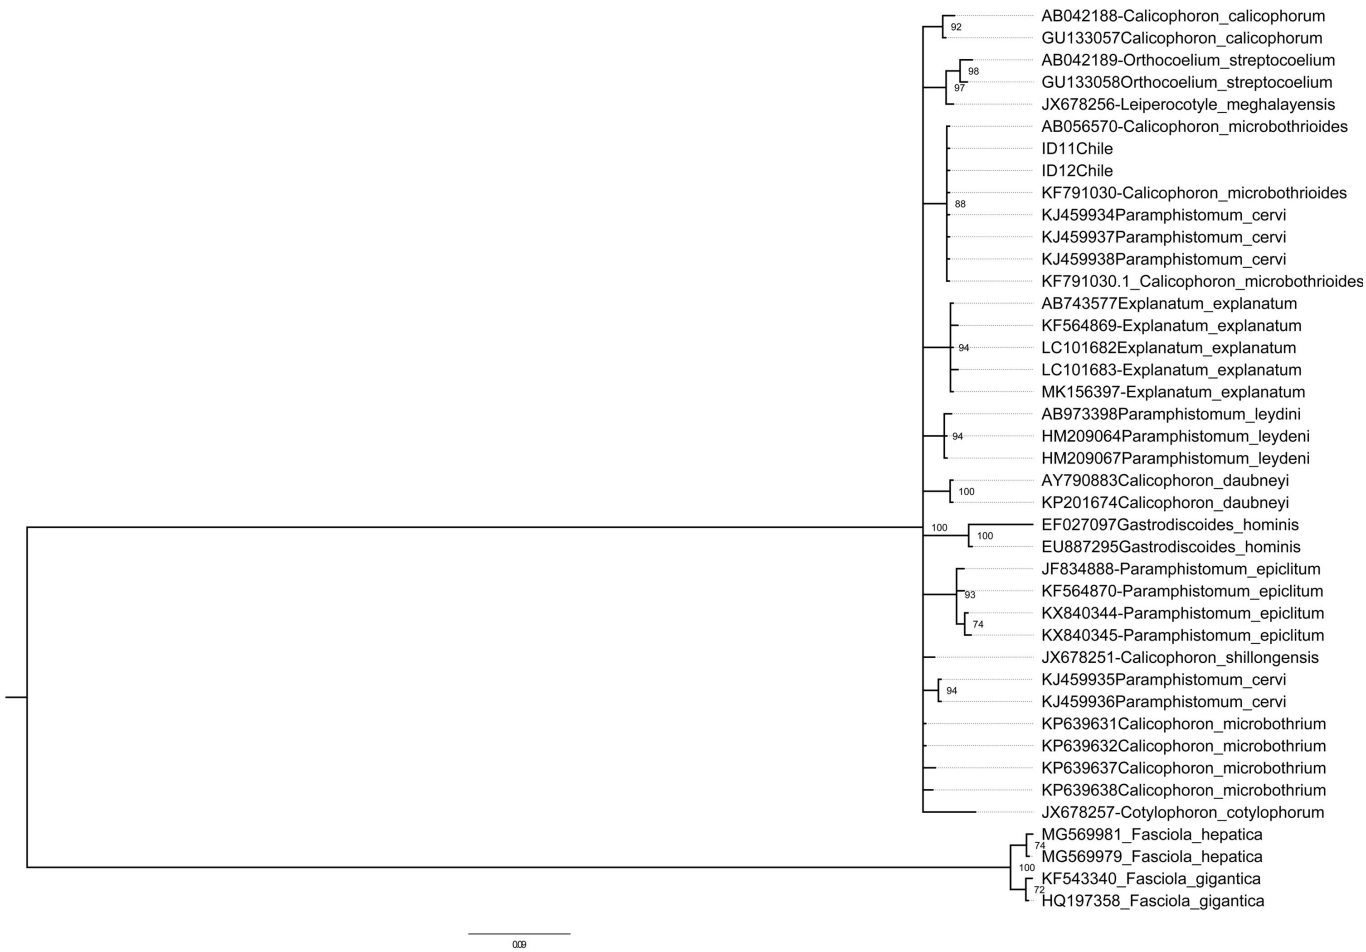 AB042188-Calicophoron_calicophorum
92
GU133057Calicophoron_calicophorum
AB042189-Orthocoelium_streptocoelium
98
GU133058Orthocoelium_streptocoelium
97
JX678256-Leiperocotyle_meghalayensis
AB056570-Calicophoron_microbothrioides
ID11Chile
ID12Chile
KF791030-Calicophoron_microbothrioides
88
KJ459934Paramphistomum_cervi
KJ459937Paramphistomum_cervi
KJ459938Paramphistomum_cervi
KF791030.1_Calicophoron_microbothrioides
AB743577Explanatum_explanatum
KF564869-Explanatum_explanatum
94
LC101682Explanatum_explanatum
LC101683-Explanatum_explanatum
MK156397-Explanatum_explanatum
AB973398Paramphistomum_leydini
94
HM209064Paramphistomum_leydeni
HM209067Paramphistomum_leydeni
AY790883Calicophoron_daubneyi
100
KP201674Calicophoron_daubneyi
EF027097Gastrodiscoides_hominis
100
100
EU887295Gastrodiscoides_hominis
JF834888-Paramphistomum_epiclitum
KF564870-Paramphistomum_epiclitum
93
KX840344-Paramphistomum_epiclitum
74
KX840345-Paramphistomum_epiclitum
JX678251-Calicophoron_shillongensis
KJ459935Paramphistomum_cervi
94
KJ459936Paramphistomum_cervi
KP639631Calicophoron_microbothrium
KP639632Calicophoron_microbothrium
KP639637Calicophoron_microbothrium
KP639638Calicophoron_microbothrium
JX678257-Cotylophoron_cotylophorum
MG569981_Fasciola_hepatica
74
MG569979_Fasciola_hepatica
100
KF543340_Fasciola_gigantica
72
HQ197358_Fasciola_gigantica
0.09